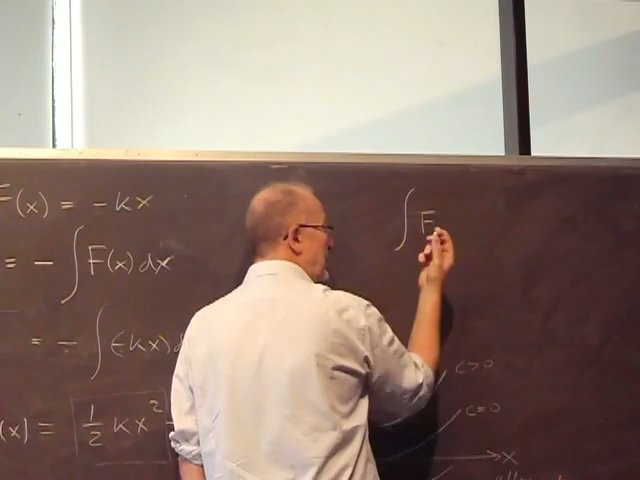 F(x) = -kx
= - ∫ F(x) dx
= - ∫ (-kx) d
(x) = 1/2 kx²
∫ F
c>0
c=0
x